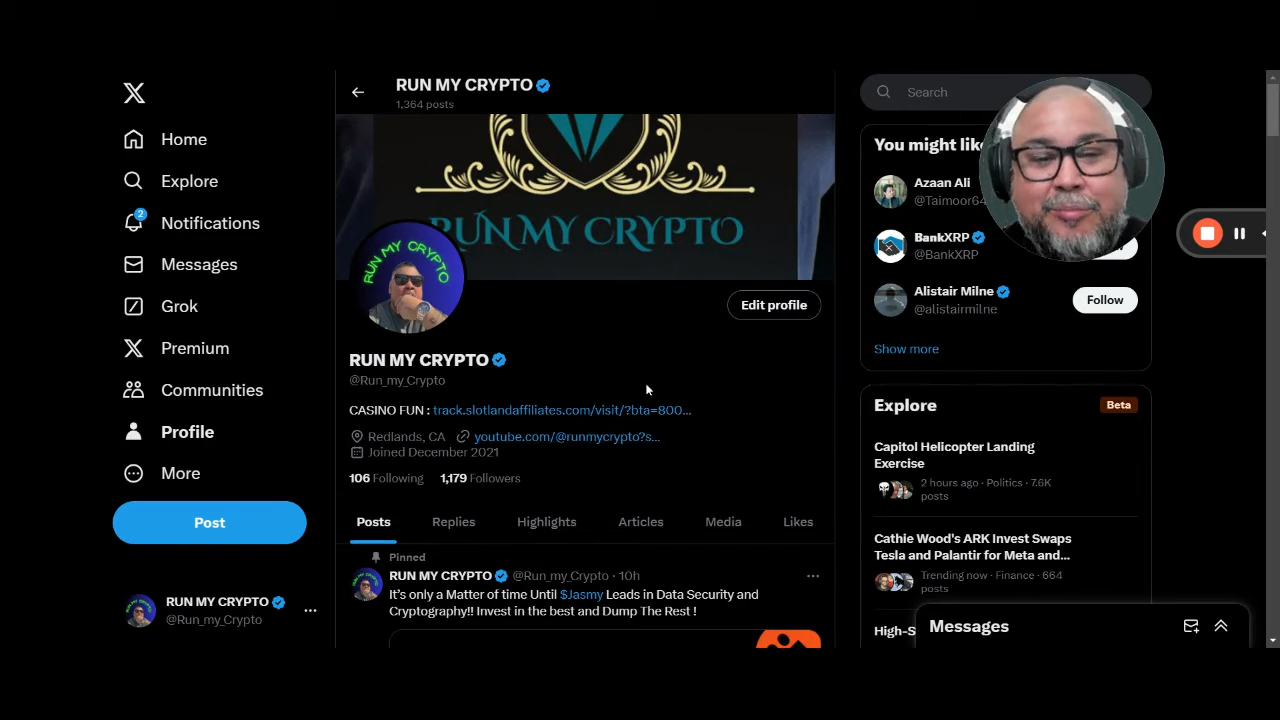 RUN MY CRYPTO
1,364 posts
Search
Home
Explore
2
Notifications
Messages
Grok
Premium
Communities
Profile
More
Post
RUN MY CRYPTO
@Run_my_Crypto
RUN MY CRYPTO
RUN MY CRYPTO
Edit profile
RUN MY CRYPTO
@Run_my_Crypto
CASINO FUN : track.slotlandaffiliates.com/visit/?bta=800...
Redlands, CA youtube.com/@runmycrypto?s...
Joined December 2021
106 Following 1,179 Followers
Posts Replies Highlights Articles Media Likes
Pinned
RUN MY CRYPTO @Run_my_Crypto · 10h
It's only a Matter of time Until $Jasmy Leads in Data Security and
Cryptography!! Invest in the best and Dump The Rest !
You might like
Azaan Ali
@Taimoor64
BankXRP
@BankXRP
Alistair Milne
@alistairmilne
Follow
Show more
Explore
Beta
Capitol Helicopter Landing
Exercise
2 hours ago · Politics · 7.6K
posts
Cathie Wood's ARK Invest Swaps
Tesla and Palantir for Meta and...
Trending now · Finance · 664
posts
High-S
Messages